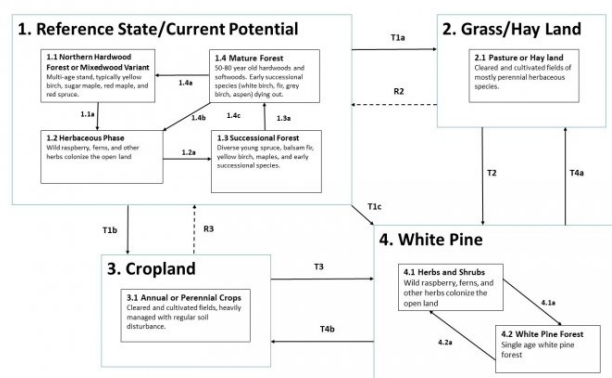 1. Reference State/Current Potential
1.1 Northern Hardwood
Forest or Mixedwood Variant
Multi-age stand, typically yellow
birch, sugar maple, red maple, and
red spruce.
1.4e
1.4 Mature Forest
50-80 year old hardwoods and
softwoods. Early successional
species (white birch, fir, grey
birch, aspen) dying out.
1.1a
1.4b
1.4c
1.3a
1.2 Herbaceous Phase
Wild raspberry, ferns, and other
herbs colonize the open land
1.2a
1.3 Successional Forest
Diverse young spruce, balsam fir,
yellow birch, maples, and early
successional species.
T1a
R2
2. Grass/Hay Land
2.1 Pasture or Hay land
Cleared and cultivated fields of
mostly perennial herbaceous
species.
T2
T4a
T1b
R3
T1c
3. Cropland
3.1 Annual or Perennial Crops
Cleared and cultivated fields, heavily
managed with regular soil
disturbance.
T3
T4b
4. White Pine
4.1 Herbs and Shrubs
Wild raspberry, ferns, and
other herbs colonize the
open land
4.1a
4.2a
4.2 White Pine Forest
Single age white pine
forest